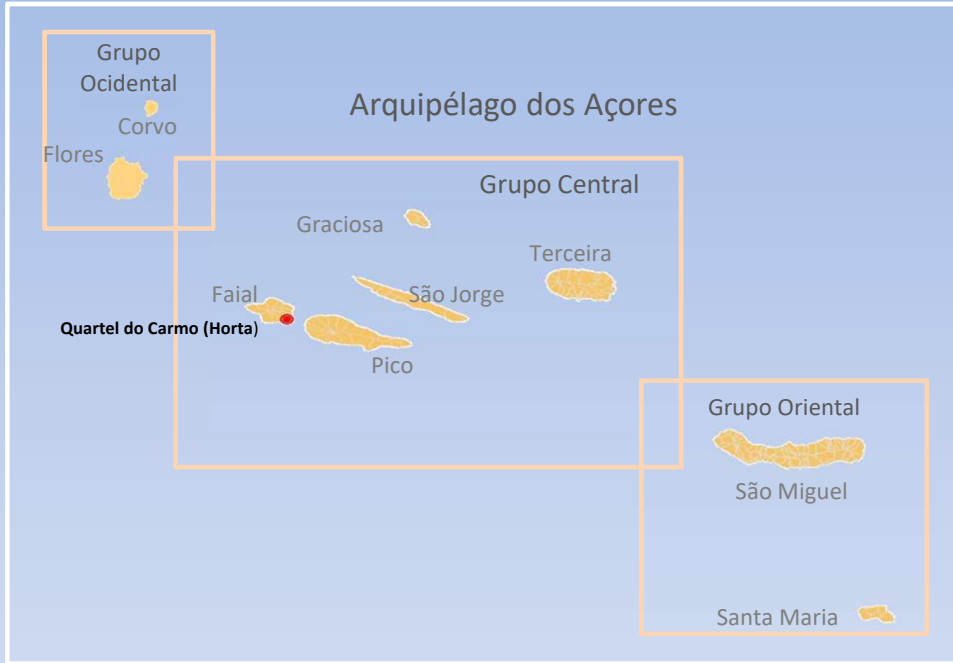 Grupo
Ocidental
Corvo
Flores
Arquipélago dos Açores
Grupo Central
Graciosa
Terceira
Faial
São Jorge
Quartel do Carmo (Horta)
Pico
Grupo Oriental
São Miguel
Santa Maria